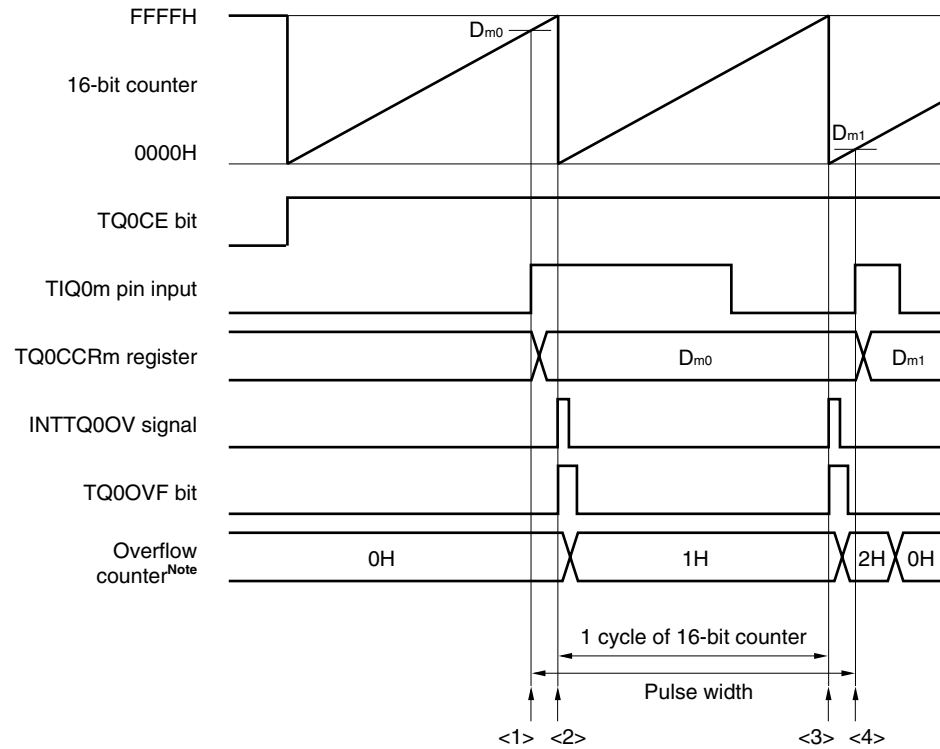 FFFFH
Dm0
16-bit counter
0000H
Dm1
TQ0CE bit
TIQ0m pin input
TQ0CCRm register
Dm0
Dm1
INTTQ0OV signal
TQ0OVF bit
Overflow
counterNote
0H
1H
2H
0H
1 cycle of 16-bit counter
Pulse width
<1> <2> <3> <4>